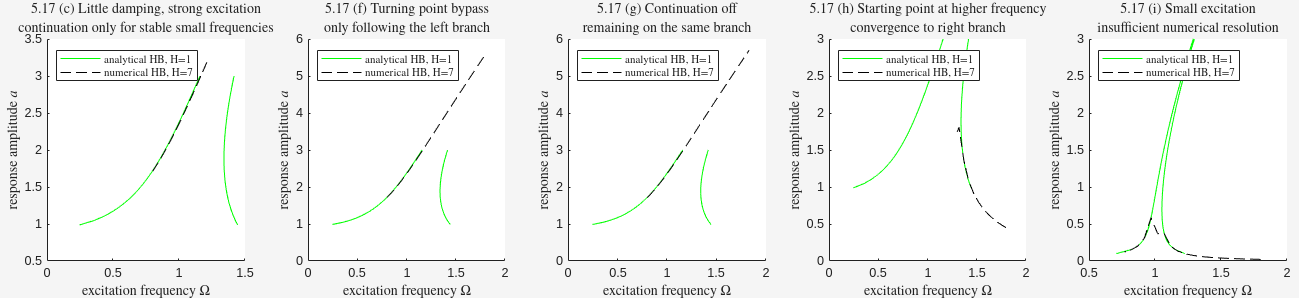 5.17 (c) Little damping, strong excitation
continuation only for stable small frequencies
3.5
3
2.5
2
1.5
1
0.5
0
0.5
1
1.5
response amplitude a
excitation frequency Ω
analytical HB, H=1
numerical HB, H=7
5.17 (f) Turning point bypass
only following the left branch
6
5
4
3
2
1
0
0
0.5
1
1.5
2
response amplitude a
excitation frequency Ω
analytical HB, H=1
numerical HB, H=7
5.17 (g) Continuation off
remaining on the same branch
6
5
4
3
2
1
0
0
0.5
1
1.5
2
response amplitude a
excitation frequency Ω
analytical HB, H=1
numerical HB, H=7
5.17 (h) Starting point at higher frequency
convergence to right branch
3
2.5
2
1.5
1
0.5
0
0
0.5
1
1.5
2
response amplitude a
excitation frequency Ω
analytical HB, H=1
numerical HB, H=7
5.17 (i) Small excitation
insufficient numerical resolution
3
2.5
2
1.5
1
0.5
0
0.5
1
1.5
2
response amplitude a
excitation frequency Ω
analytical HB, H=1
numerical HB, H=7